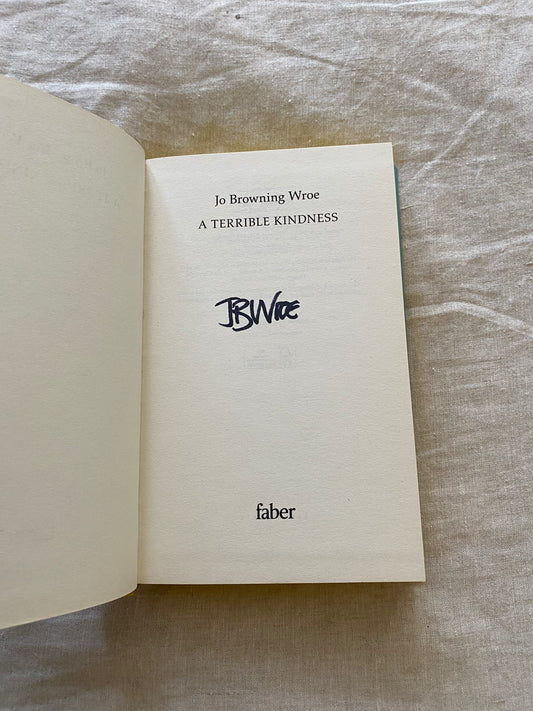 Jo Browning Wroe
A TERRIBLE KINDNESS
JBWroe
faber